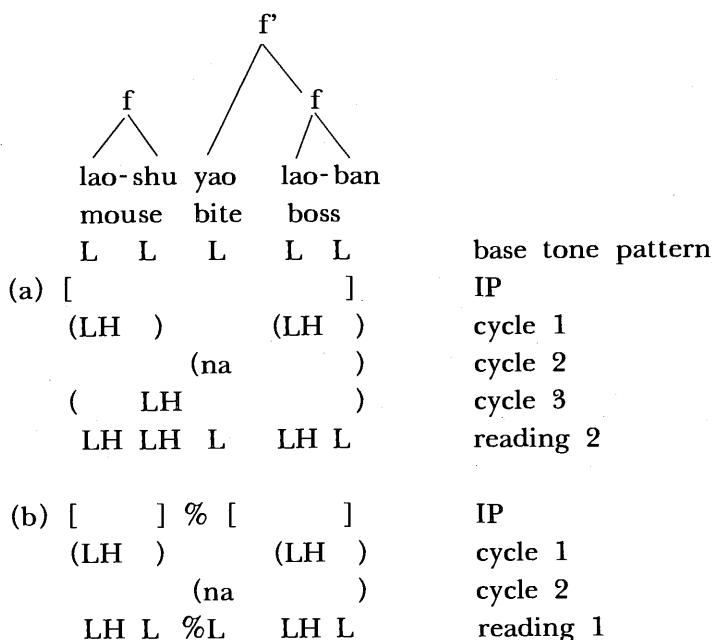 f’
f f
lao-shu yao lao-ban
mouse bite boss
L L L L L base tone pattern
(a) [ ] IP
(LH ) (LH ) cycle 1
(na ) cycle 2
( LH ) cycle 3
LH LH L LH L reading 2
(b) [ ] % [ ] IP
(LH ) (LH ) cycle 1
(na ) cycle 2
LH L %L LH L reading 1